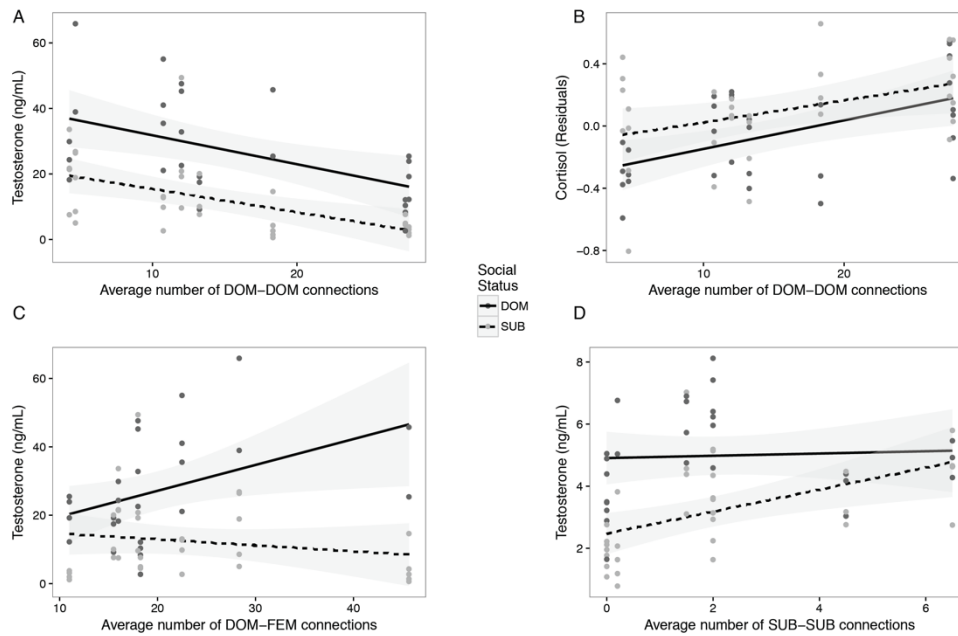 A
Testosterone (ng/mL)
60
40
20
0
10
20
Average number of DOM−DOM connections
B
Cortisol (Residuals)
0.4
0.0
−0.4
−0.8
10
20
Average number of DOM−DOM connections
Social
Status
DOM
SUB
C
Testosterone (ng/mL)
60
40
20
0
10
20
30
40
Average number of DOM−FEM connections
D
Testosterone (ng/mL)
8
6
4
2
0
2
4
6
Average number of SUB−SUB connections